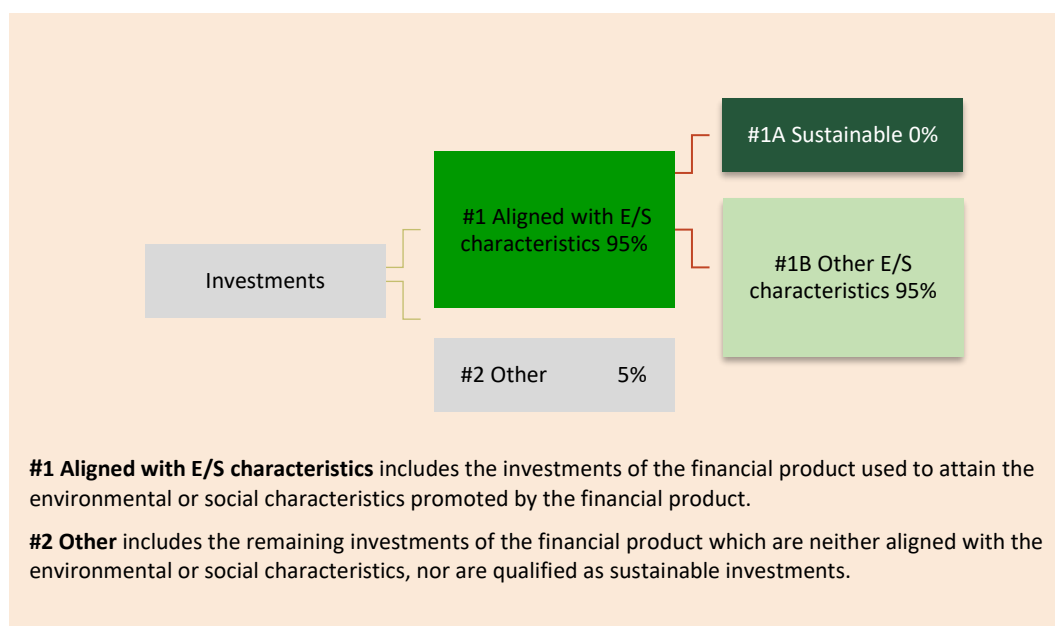 #1A Sustainable 0%
#1 Aligned with E/S
characteristics 95%
#1B Other E/S
characteristics 95%
Investments
#2 Other 5%
#1 Aligned with E/S characteristics includes the investments of the financial product used to attain the
environmental or social characteristics promoted by the financial product.
#2 Other includes the remaining investments of the financial product which are neither aligned with the
environmental or social characteristics, nor are qualified as sustainable investments.